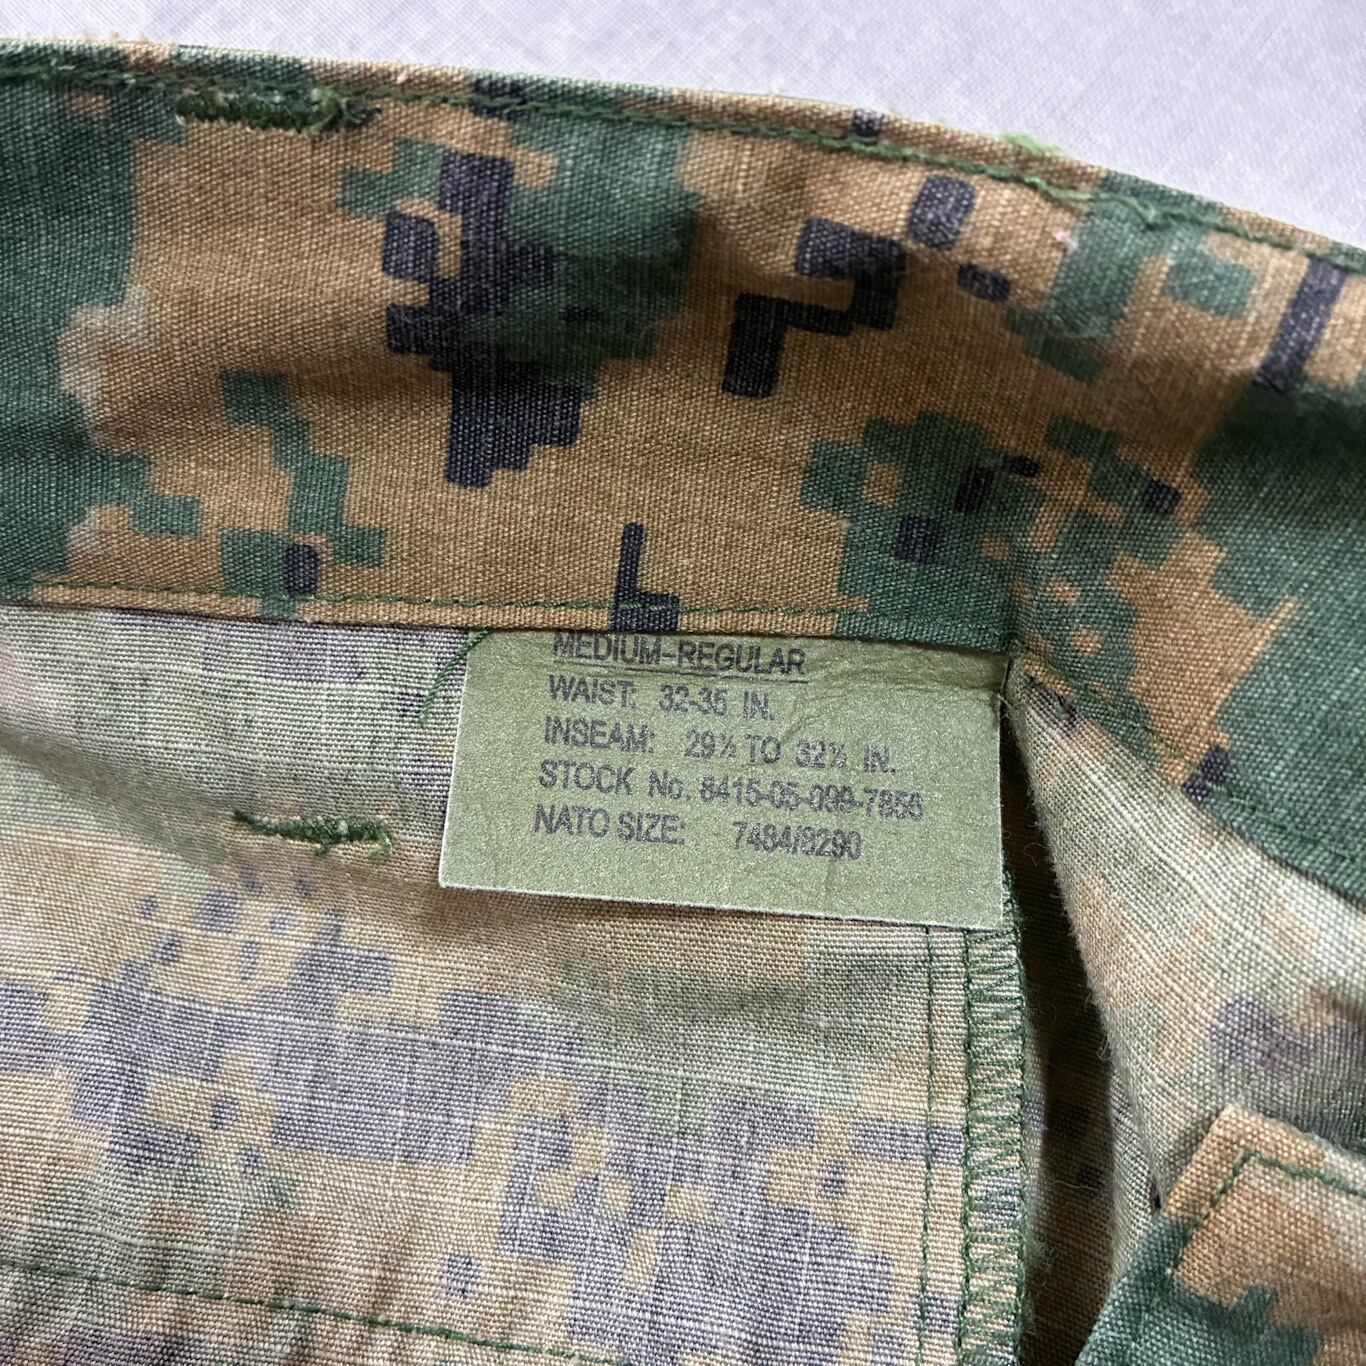 MEDIUM-REGULAR
WAIST: 32-35 IN.
INSEAM: 29½ TO 32½ IN.
STOCK No. 8415-05-099-7856
NATO SIZE: 7484/8290